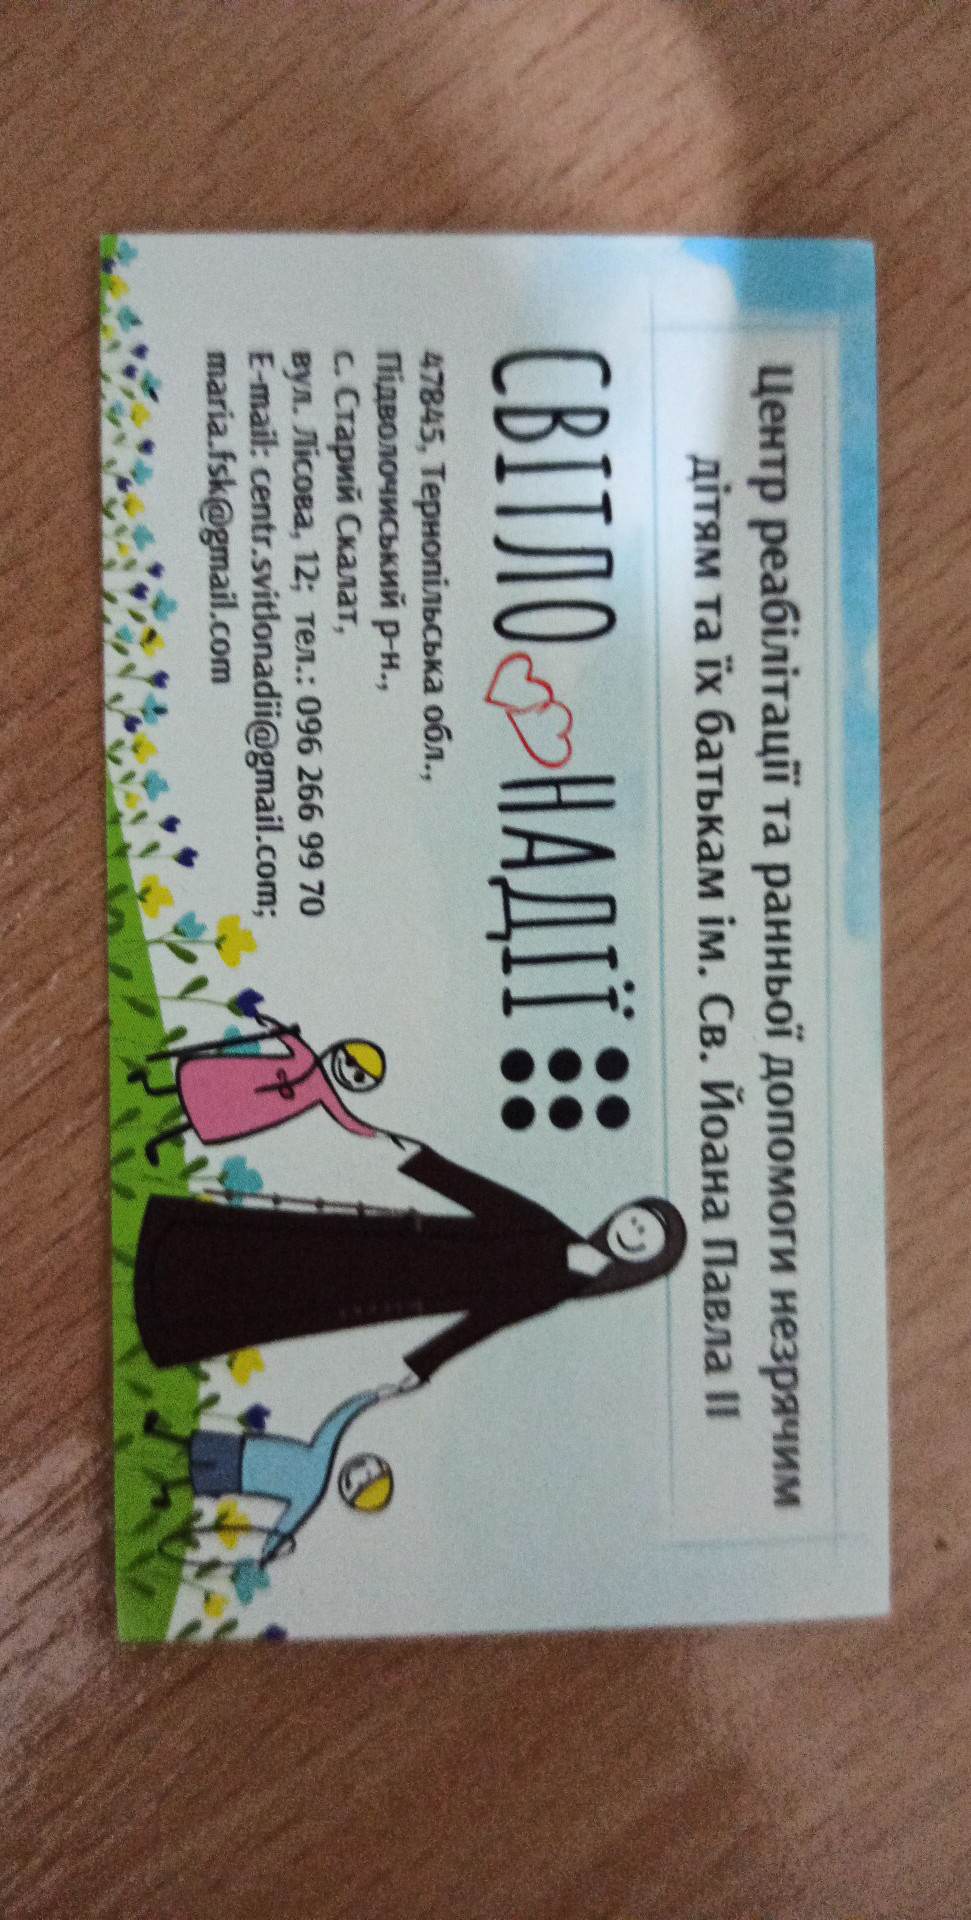 Центр реабілітації та ранньої допомоги незрячим
дітям та їх батькам ім. Св. Йоана Павла ІІ
СВІТЛО НАДІЇ
47845, Тернопільська обл.,
Підволочиський р-н.,
с. Старий Скалат,
вул. Лісова, 12; тел.: 096 266 99 70
E-mail: centr.svitlonadii@gmail.com;
maria.fsk@gmail.com